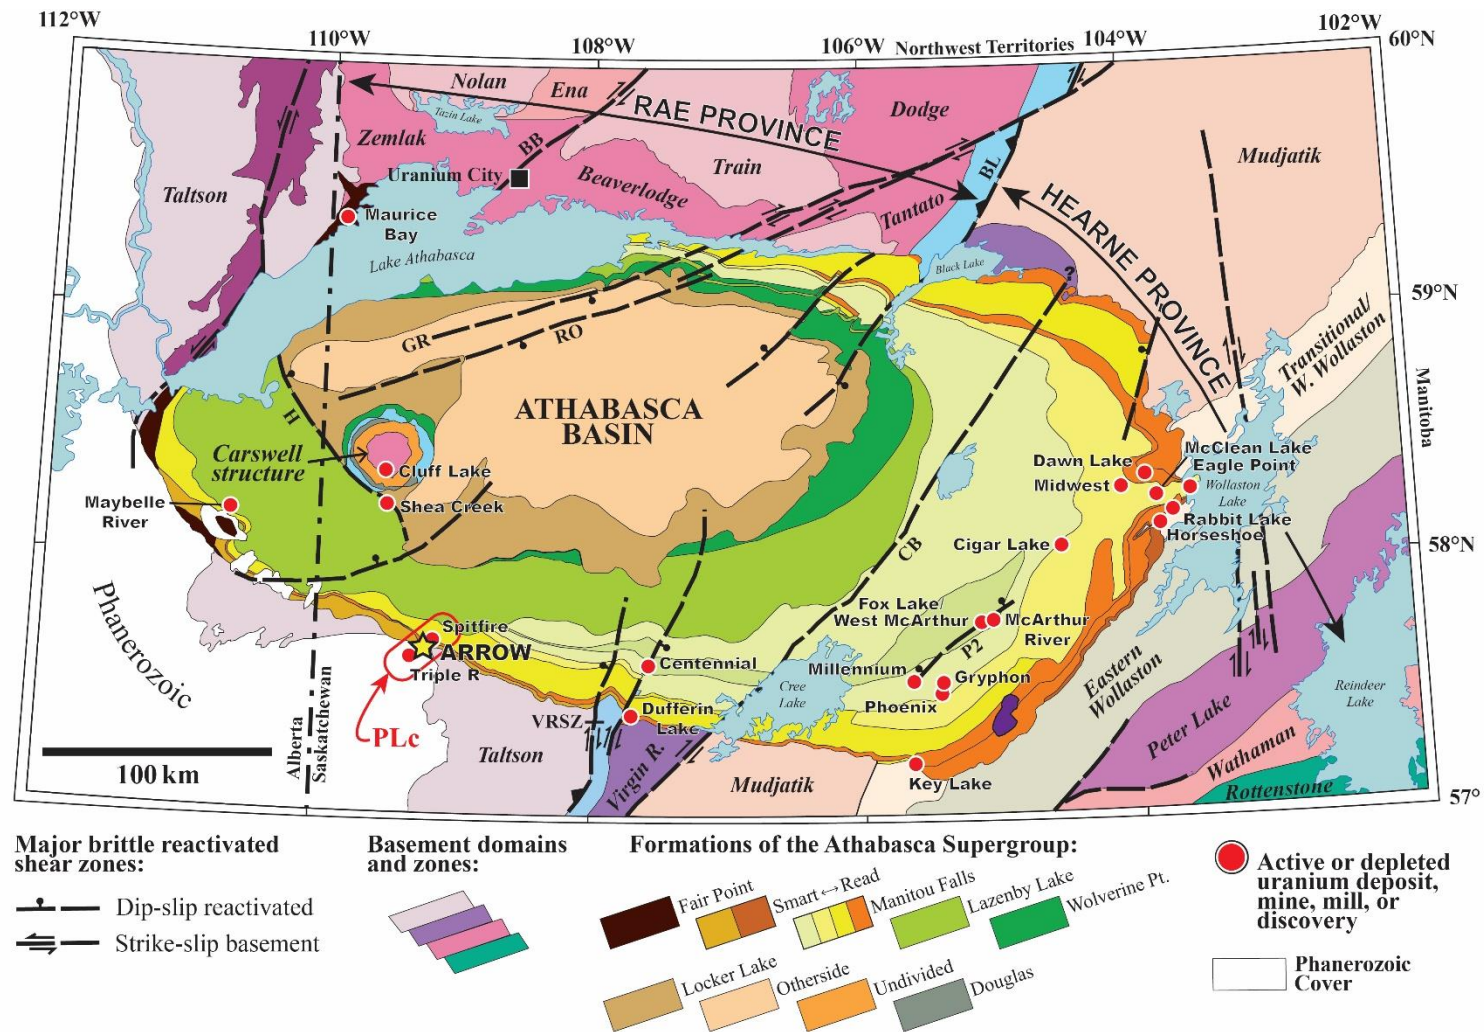 112°W
110°W
108°W
106°W
Northwest Territories
104°W
102°W
60°N
Nolan
Ena
Tazin Lake
Dodge
RAE PROVINCE
Zemlak
BB
Train
BL
Mudjatik
Uranium City
Beaverlodge
Taltson
Tantato
HEARNE PROVINCE
Maurice
Bay
Lake Athabasca
Black Lake
?
59°N
Transitional/
W. Wollaston
GR
RO
Manitoba
H
ATHABASCA
BASIN
Carswell
structure
Cluff Lake
Shea Creek
Maybelle
River
McClean Lake
Eagle Point
Dawn Lake
Midwest
Wollaston
Lake
Rabbit Lake
Horseshoe
Cigar Lake
CB
58°N
Phanerozoic
Fox Lake/
West McArthur
McArthur
River
P2
Spitfire
ARROW
Triple R
Centennial
Millennium
Gryphon
Phoenix
Cree
Lake
Eastern
Wollaston
Reindeer
Lake
PLc
VRSZ
Dufferin
Lake
Peter Lake
Alberta
Saskatchewan
100 km
Taltson
Virgin R.
Mudjatik
Key Lake
Wathaman
Rottenstone
57°
Major brittle reactivated
shear zones:
Dip-slip reactivated
Strike-slip basement
Basement domains
and zones:
Formations of the Athabasca Supergroup:
Fair Point
Smart ↔ Read
Manitou Falls
Lazenby Lake
Wolverine Pt.
Locker Lake
Otherside
Undivided
Douglas
Active or depleted
uranium deposit,
mine, mill, or
discovery
Phanerozoic
Cover